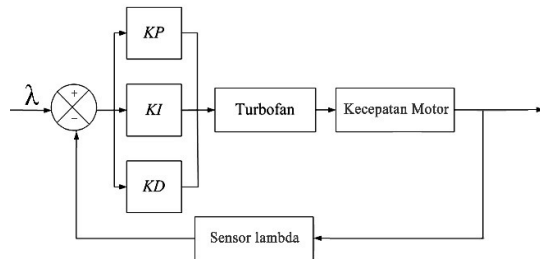 KP
λ
+
−
KI
Turbofan
Kecepatan Motor
KD
Sensor lambda